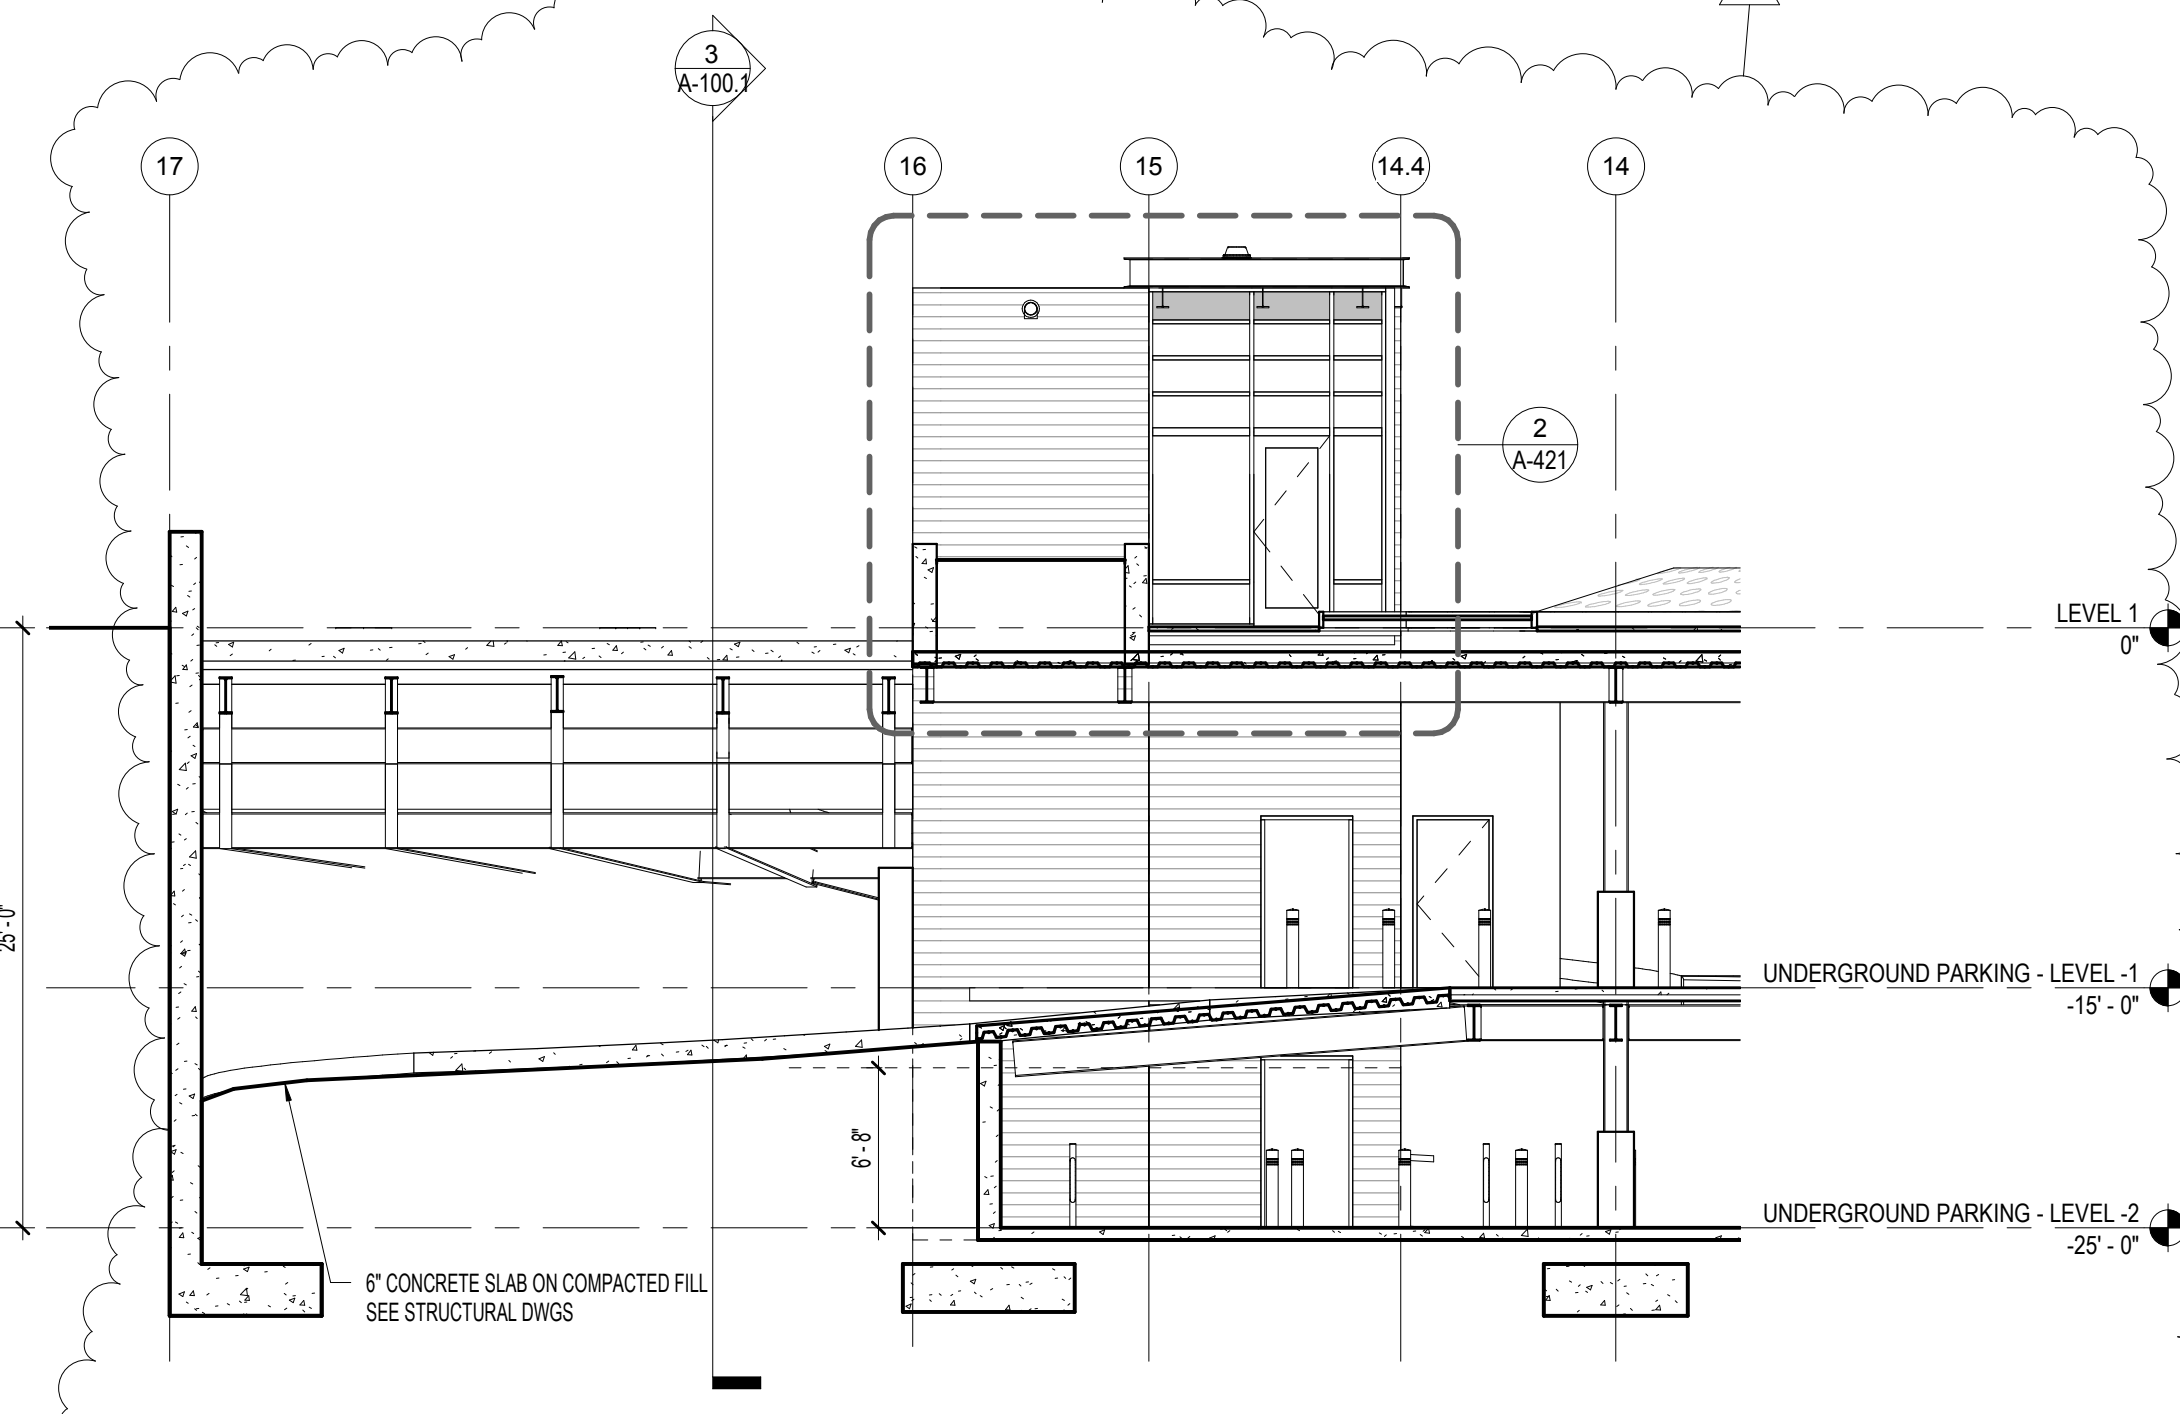 3
A-100.1
17
16
15
14.4
14
2
A-421
LEVEL 1
0"
25' - 0"
UNDERGROUND PARKING - LEVEL -1
-15' - 0"
6' - 8"
UNDERGROUND PARKING - LEVEL -2
-25' - 0"
6" CONCRETE SLAB ON COMPACTED FILL
SEE STRUCTURAL DWGS